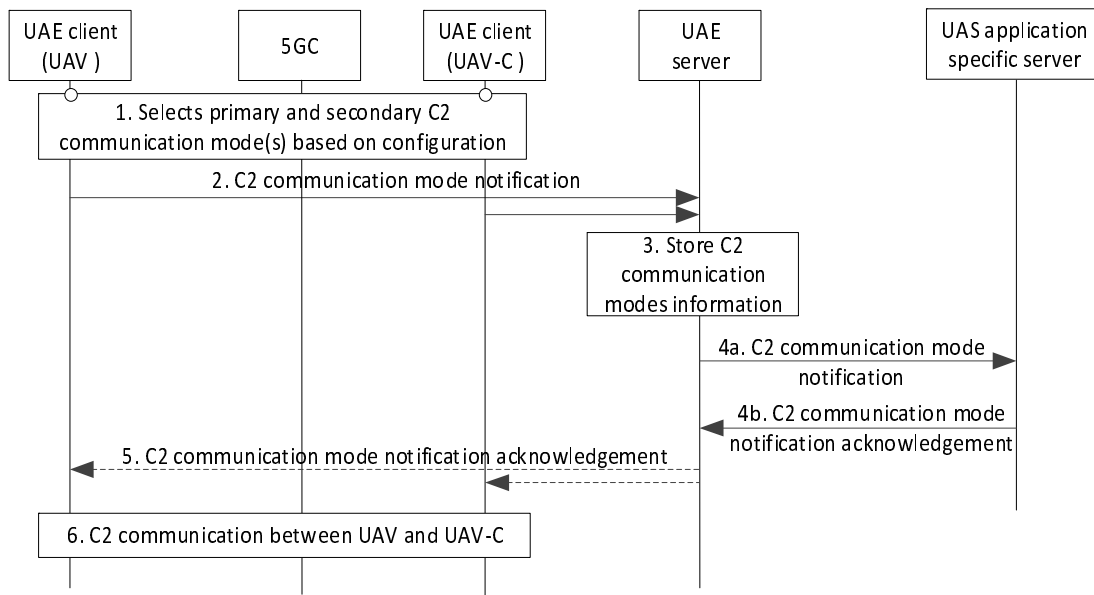 UAE client
(UAV )
5GC
UAE client
(UAV-C )
UAE
server
UAS application
specific server
1. Selects primary and secondary C2
communication mode(s) based on configuration
2. C2 communication mode notification
3. Store C2
communication
modes information
4a. C2 communication mode
notification
4b. C2 communication mode
notification acknowledgement
5. C2 communication mode notification acknowledgement
6. C2 communication between UAV and UAV-C